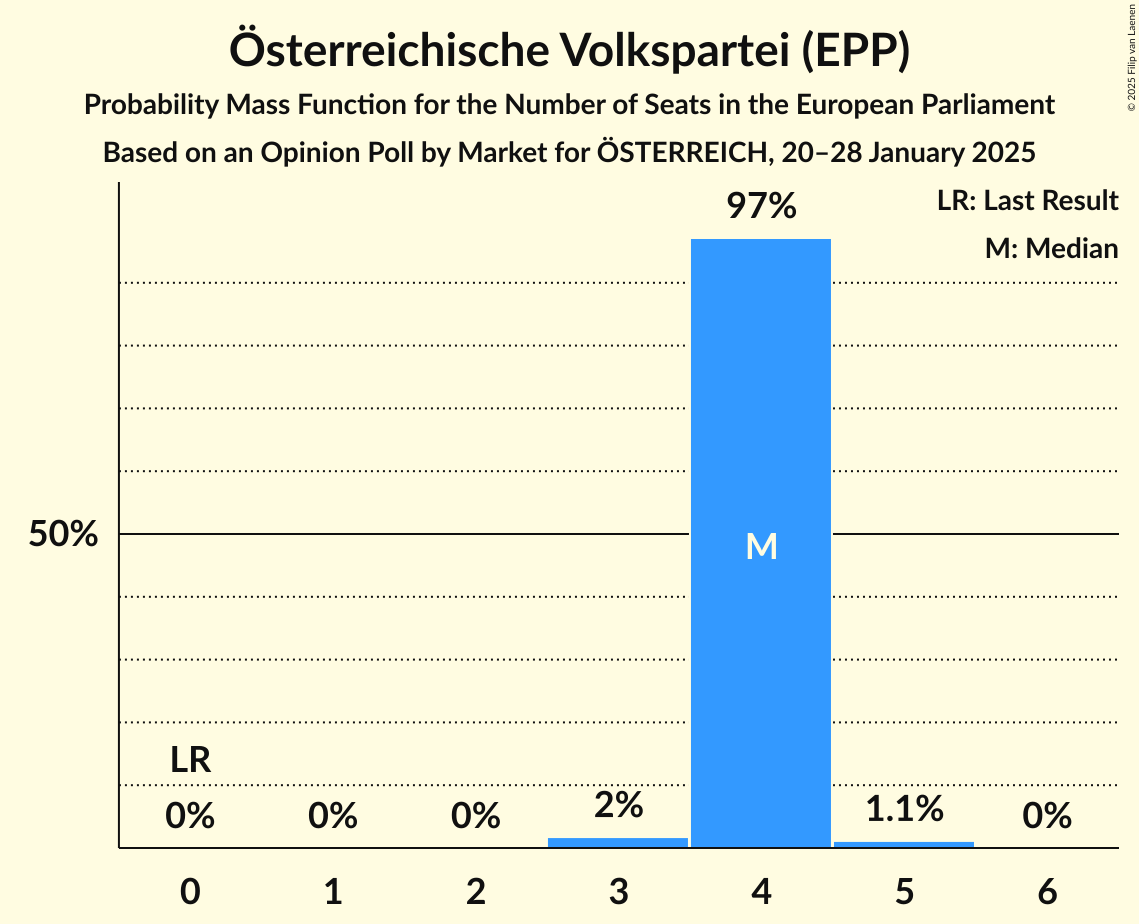 Österreichische Volkspartei (EPP)
Probability Mass Function for the Number of Seats in the European Parliament
Based on an Opinion Poll by Market for ÖSTERREICH, 20–28 January 2025
© 2025 Filip van Laenen
LR: Last Result
M: Median
97%
50%
M
LR
0%
0%
0%
2%
1.1%
0%
0
1
2
3
4
5
6